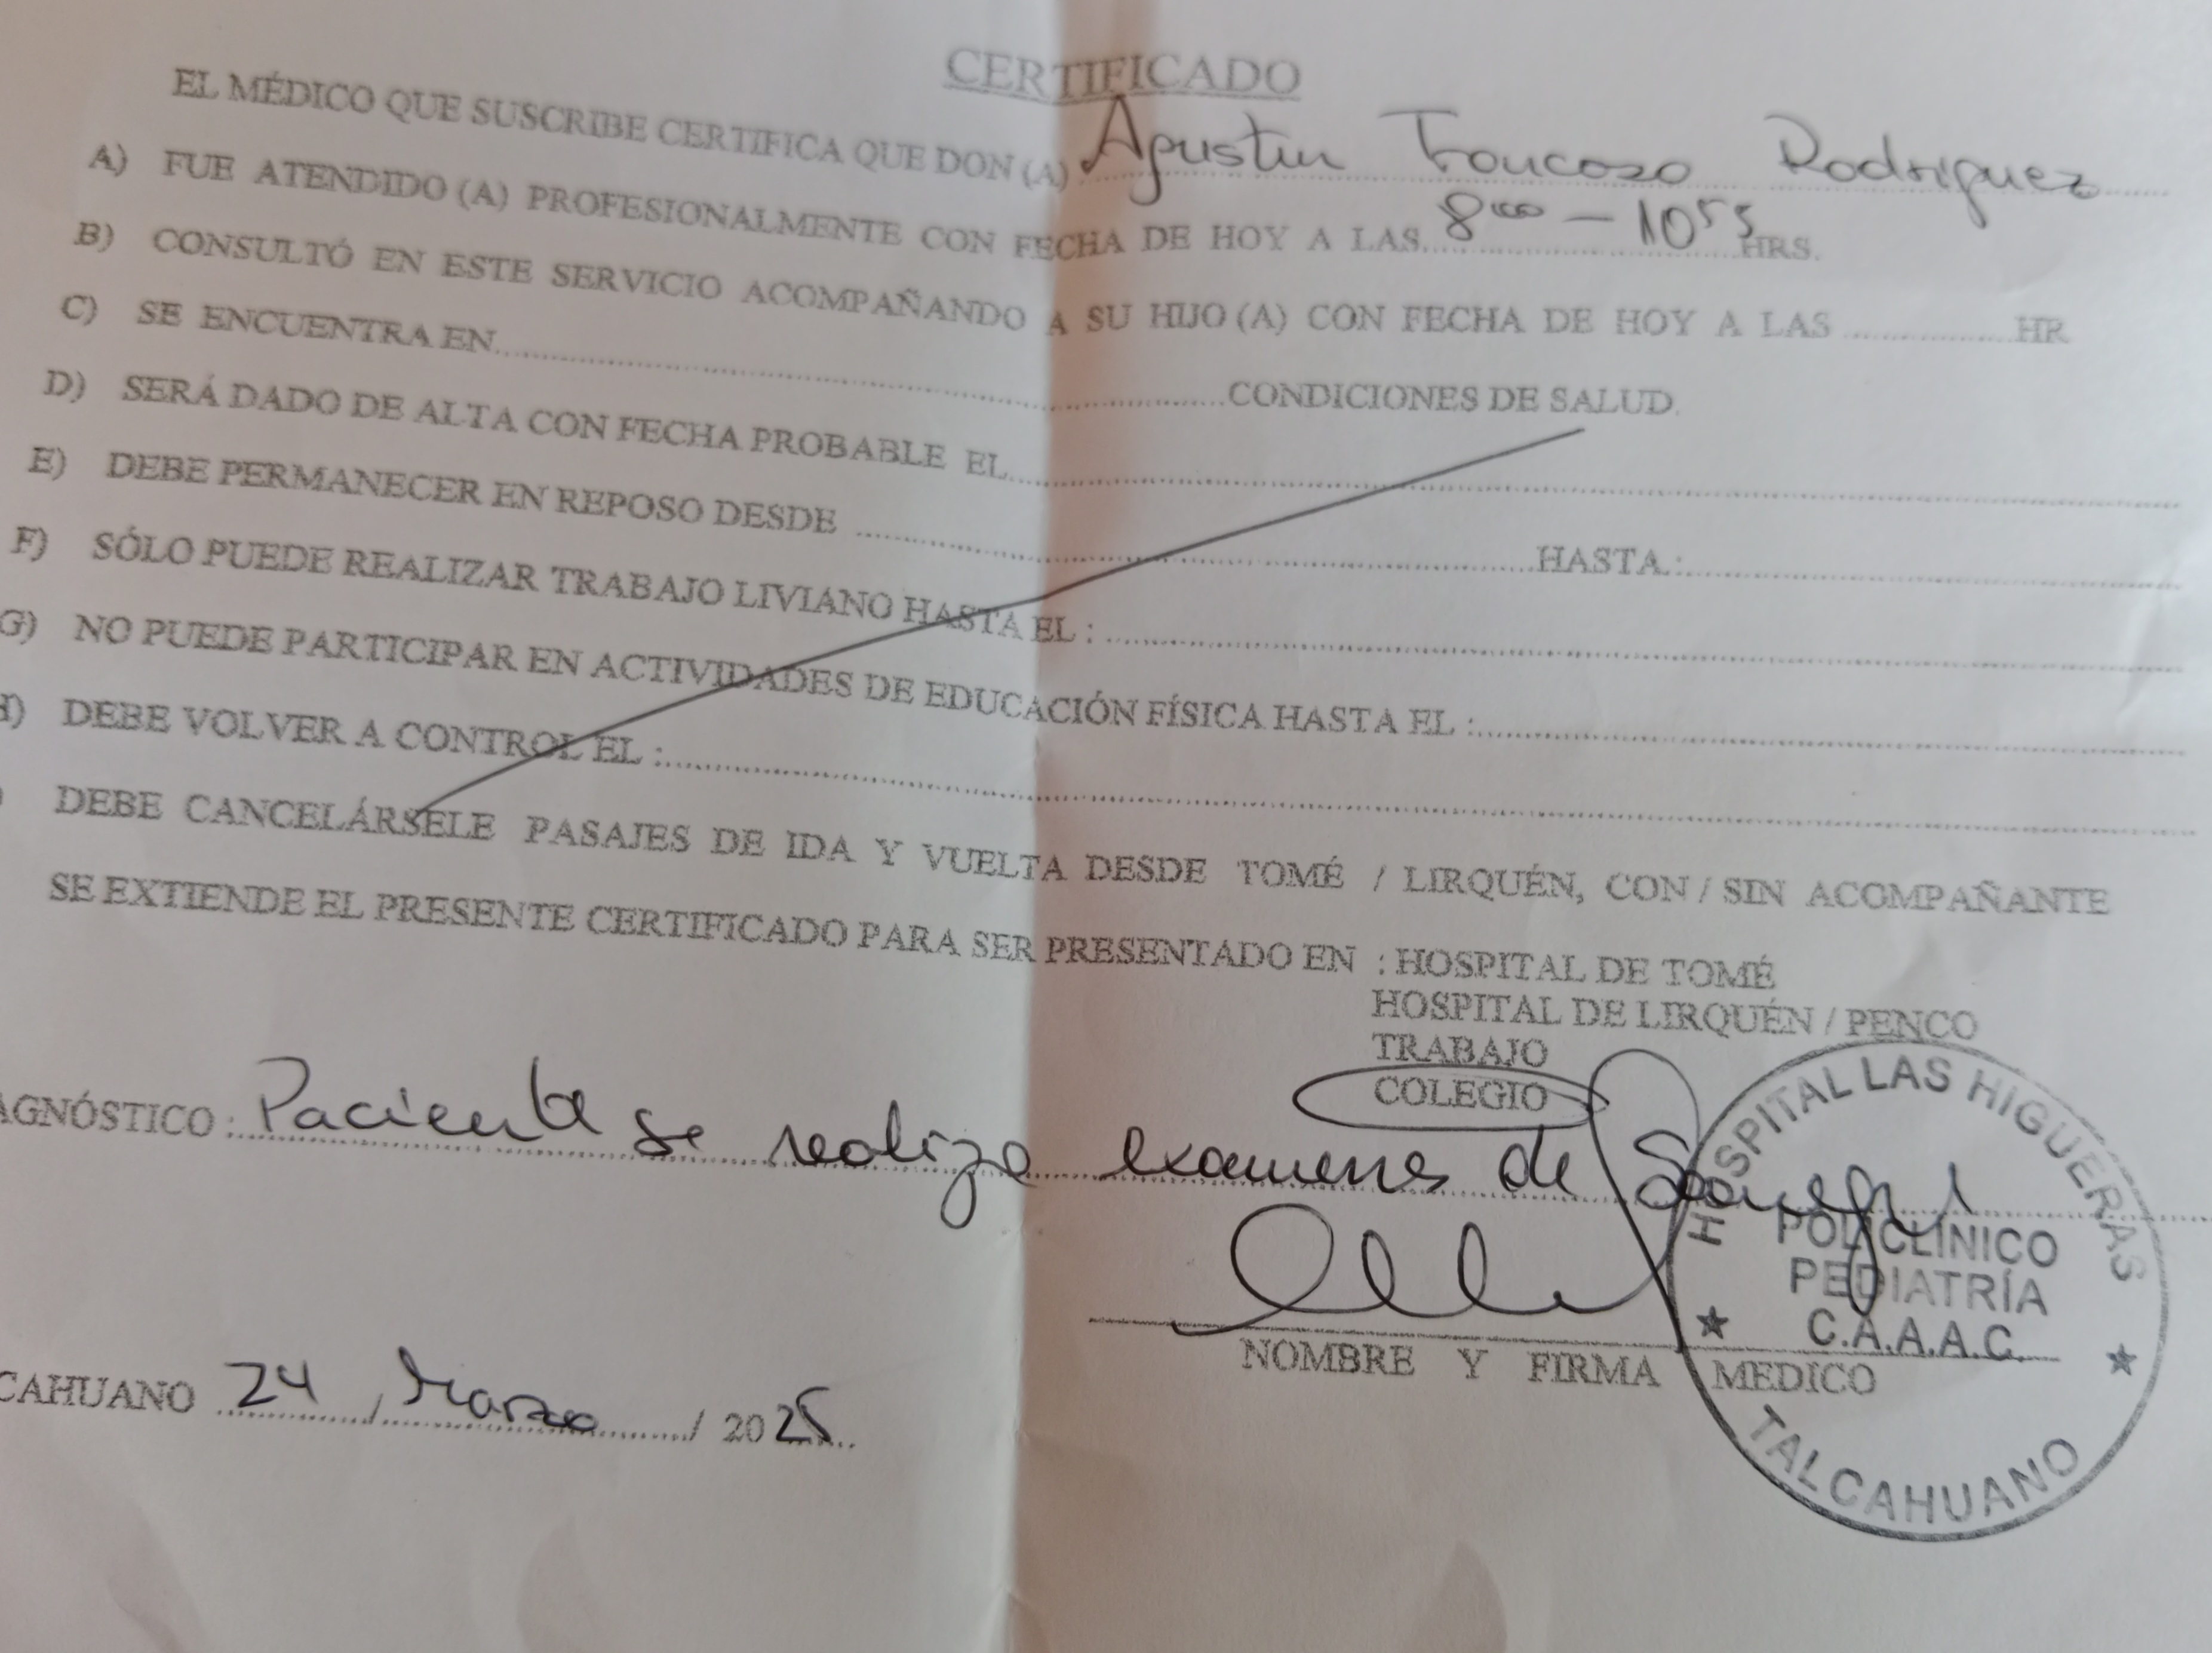 CERTIFICADO
EL MÉDICO QUE SUSCRIBE CERTIFICA QUE DON (A) Agustin Troncoso Rodriguez
A) FUE ATENDIDO (A) PROFESIONALMENTE CON FECHA DE HOY A LAS 8⁰⁰ – 10⁵⁵ HRS.
B) CONSULTÓ EN ESTE SERVICIO ACOMPAÑANDO A SU HIJO (A) CON FECHA DE HOY A LAS ............ HR
C) SE ENCUENTRA EN ............ CONDICIONES DE SALUD.
D) SERÁ DADO DE ALTA CON FECHA PROBABLE EL ............
E) DEBE PERMANECER EN REPOSO DESDE ............ HASTA : ............
F) SÓLO PUEDE REALIZAR TRABAJO LIVIANO HASTA EL : ............
G) NO PUEDE PARTICIPAR EN ACTIVIDADES DE EDUCACIÓN FÍSICA HASTA EL : ............
H) DEBE VOLVER A CONTROL EL : ............
DEBE CANCELÁRSELE PASAJES DE IDA Y VUELTA DESDE TOMÉ / LIRQUÉN, CON / SIN ACOMPAÑANTE
SE EXTIENDE EL PRESENTE CERTIFICADO PARA SER PRESENTADO EN : HOSPITAL DE TOMÉ
HOSPITAL DE LIRQUÉN / PENCO
TRABAJO
COLEGIO
AGNÓSTICO : Paciente se realiza examenes de
NOMBRE Y FIRMA MEDICO
CAHUANO 24 / Marzo / 2025
HOSPITAL LAS HIGUERAS
POLICLÍNICO
PEDIATRÍA
C.A.A.A.C.
TALCAHUANO